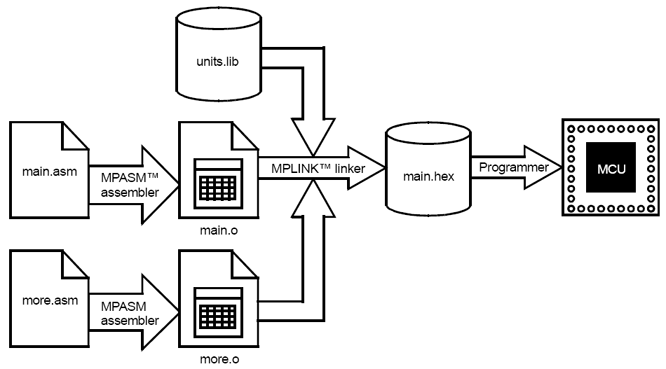 units.lib
main.asm
MPASM™
assembler
main.o
MPLINK™ linker
main.hex
Programmer
MCU
more.asm
MPASM
assembler
more.o